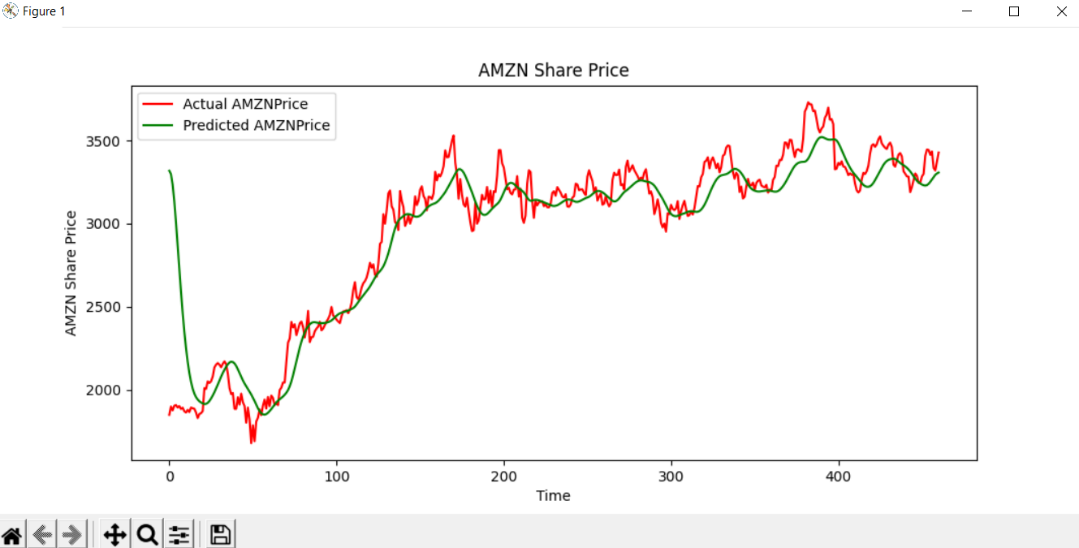 Figure 1
AMZN Share Price
Actual AMZNPrice
Predicted AMZNPrice
3500
3000
2500
2000
AMZN Share Price
0 100 200 300 400
Time